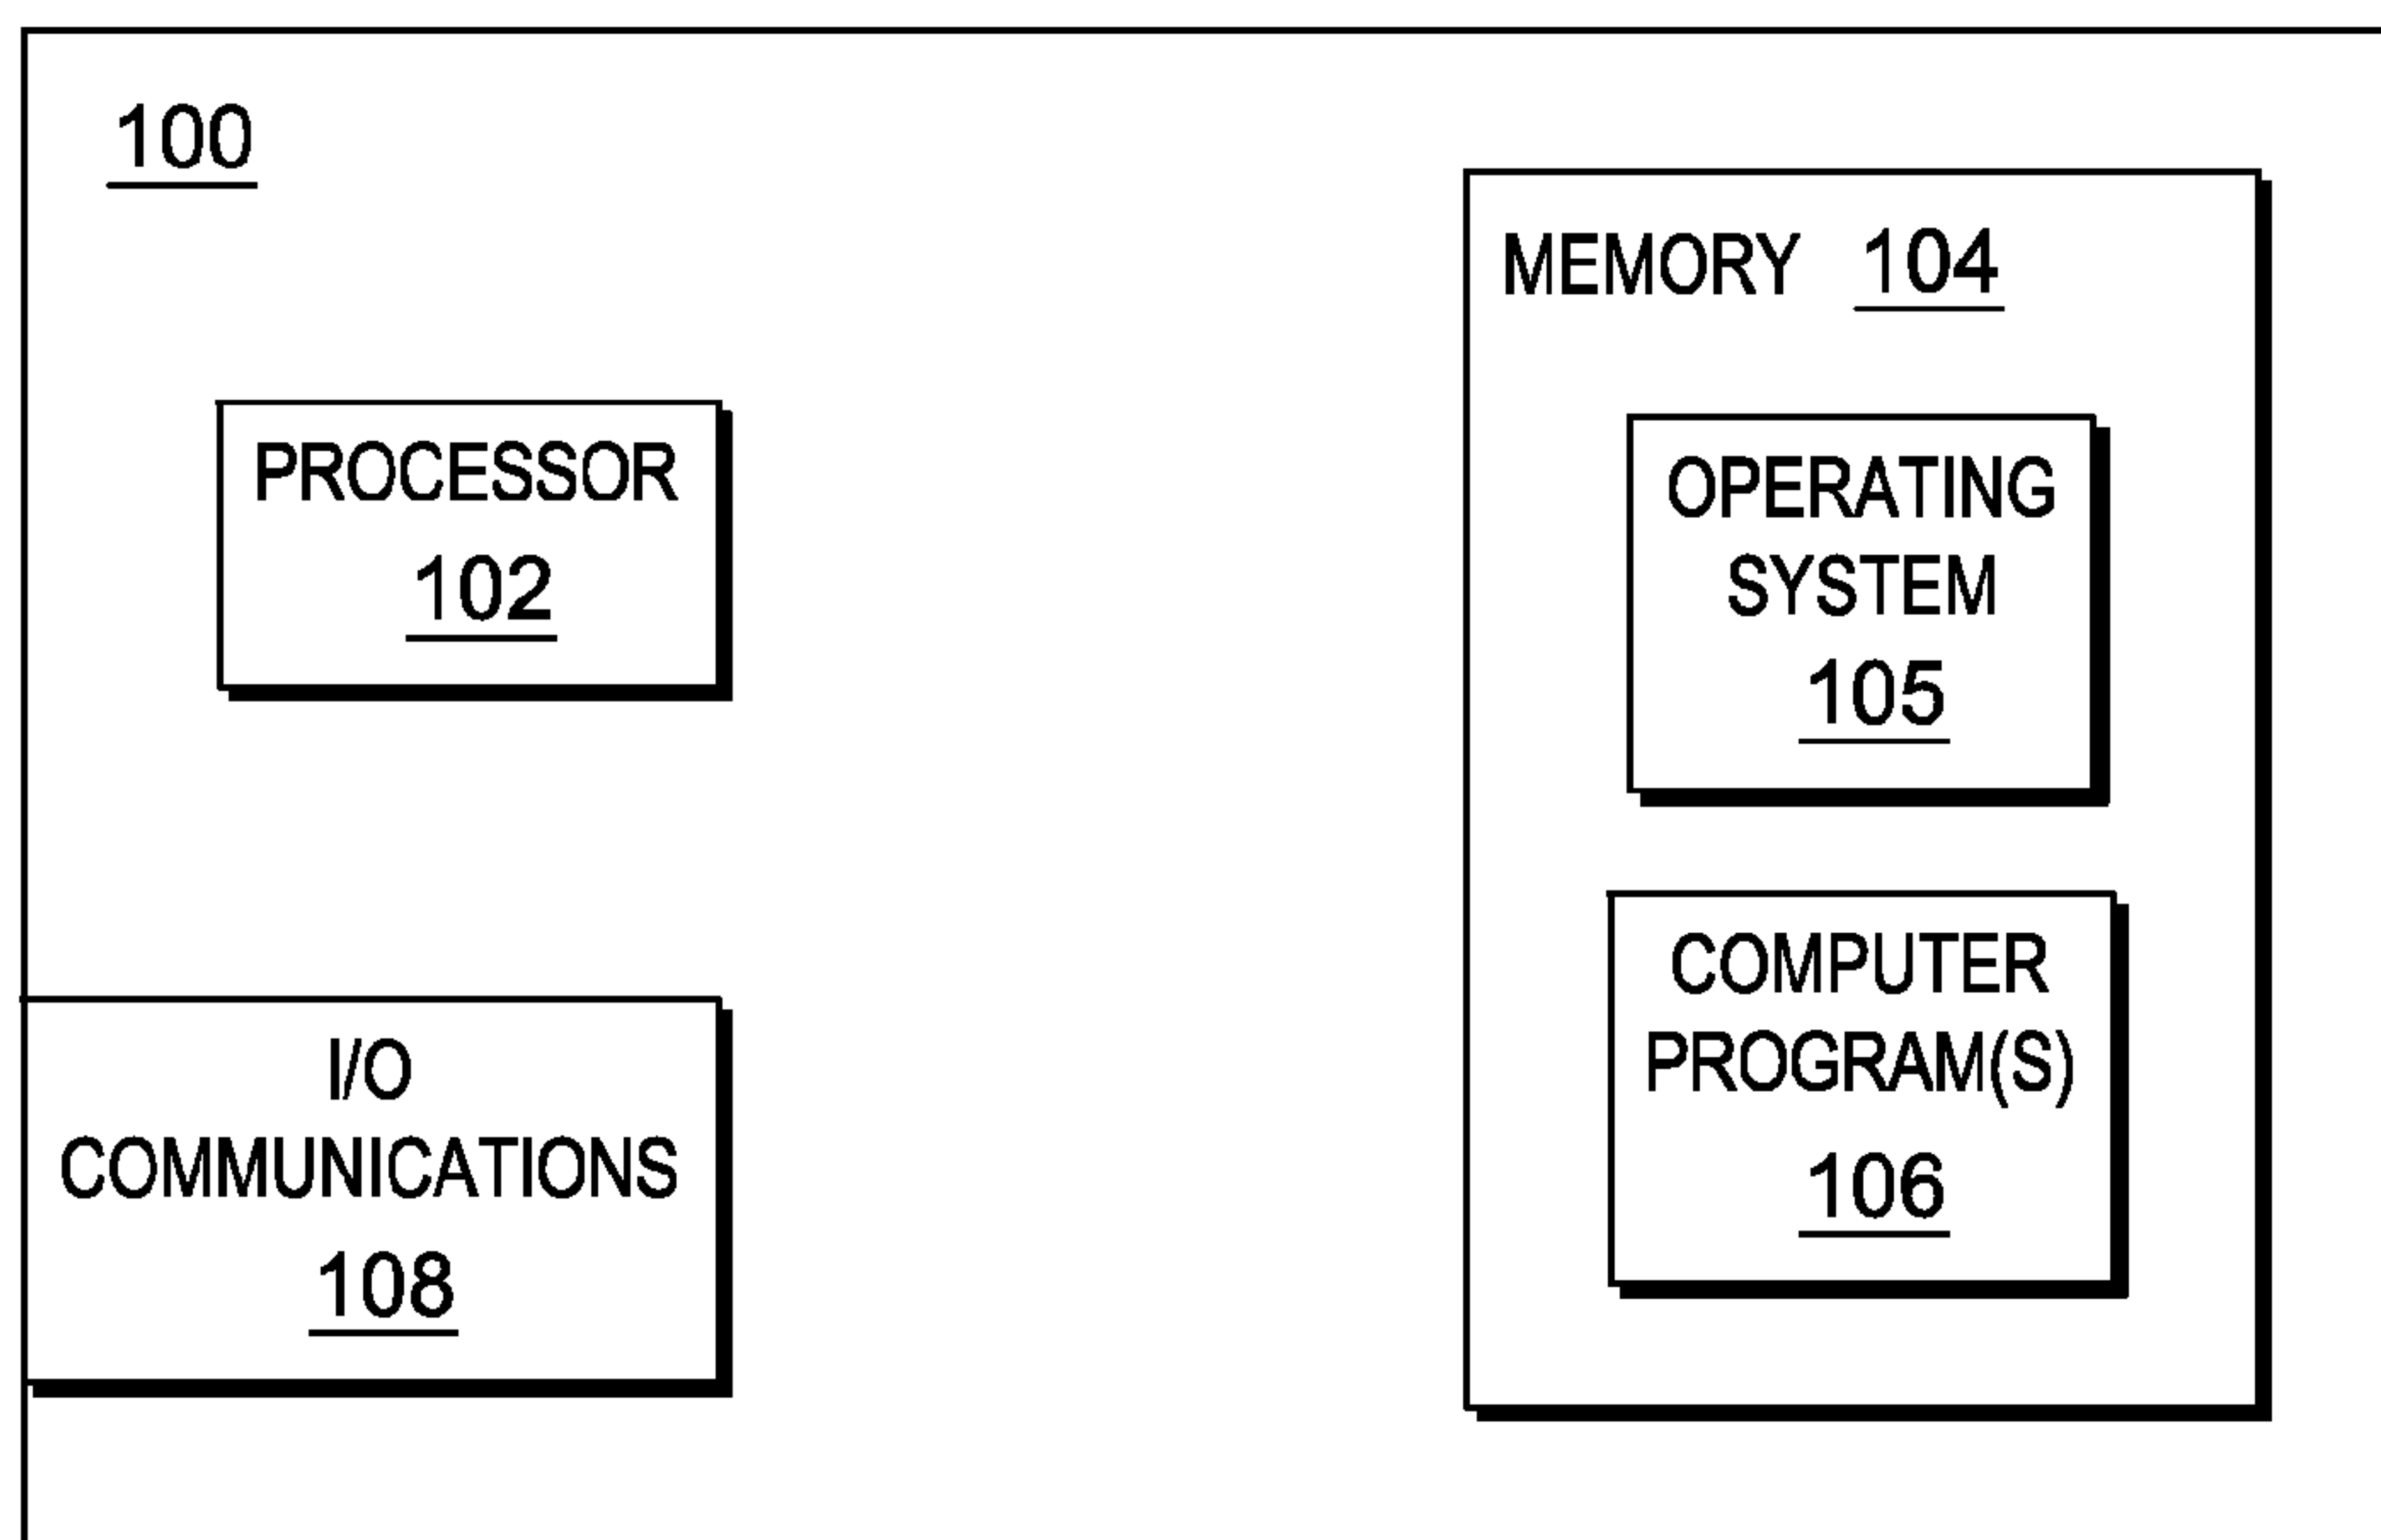 100
MEMORY 104
PROCESSOR
102
OPERATING
SYSTEM
105
COMPUTER
PROGRAM(S)
106
I/O
COMMUNICATIONS
108